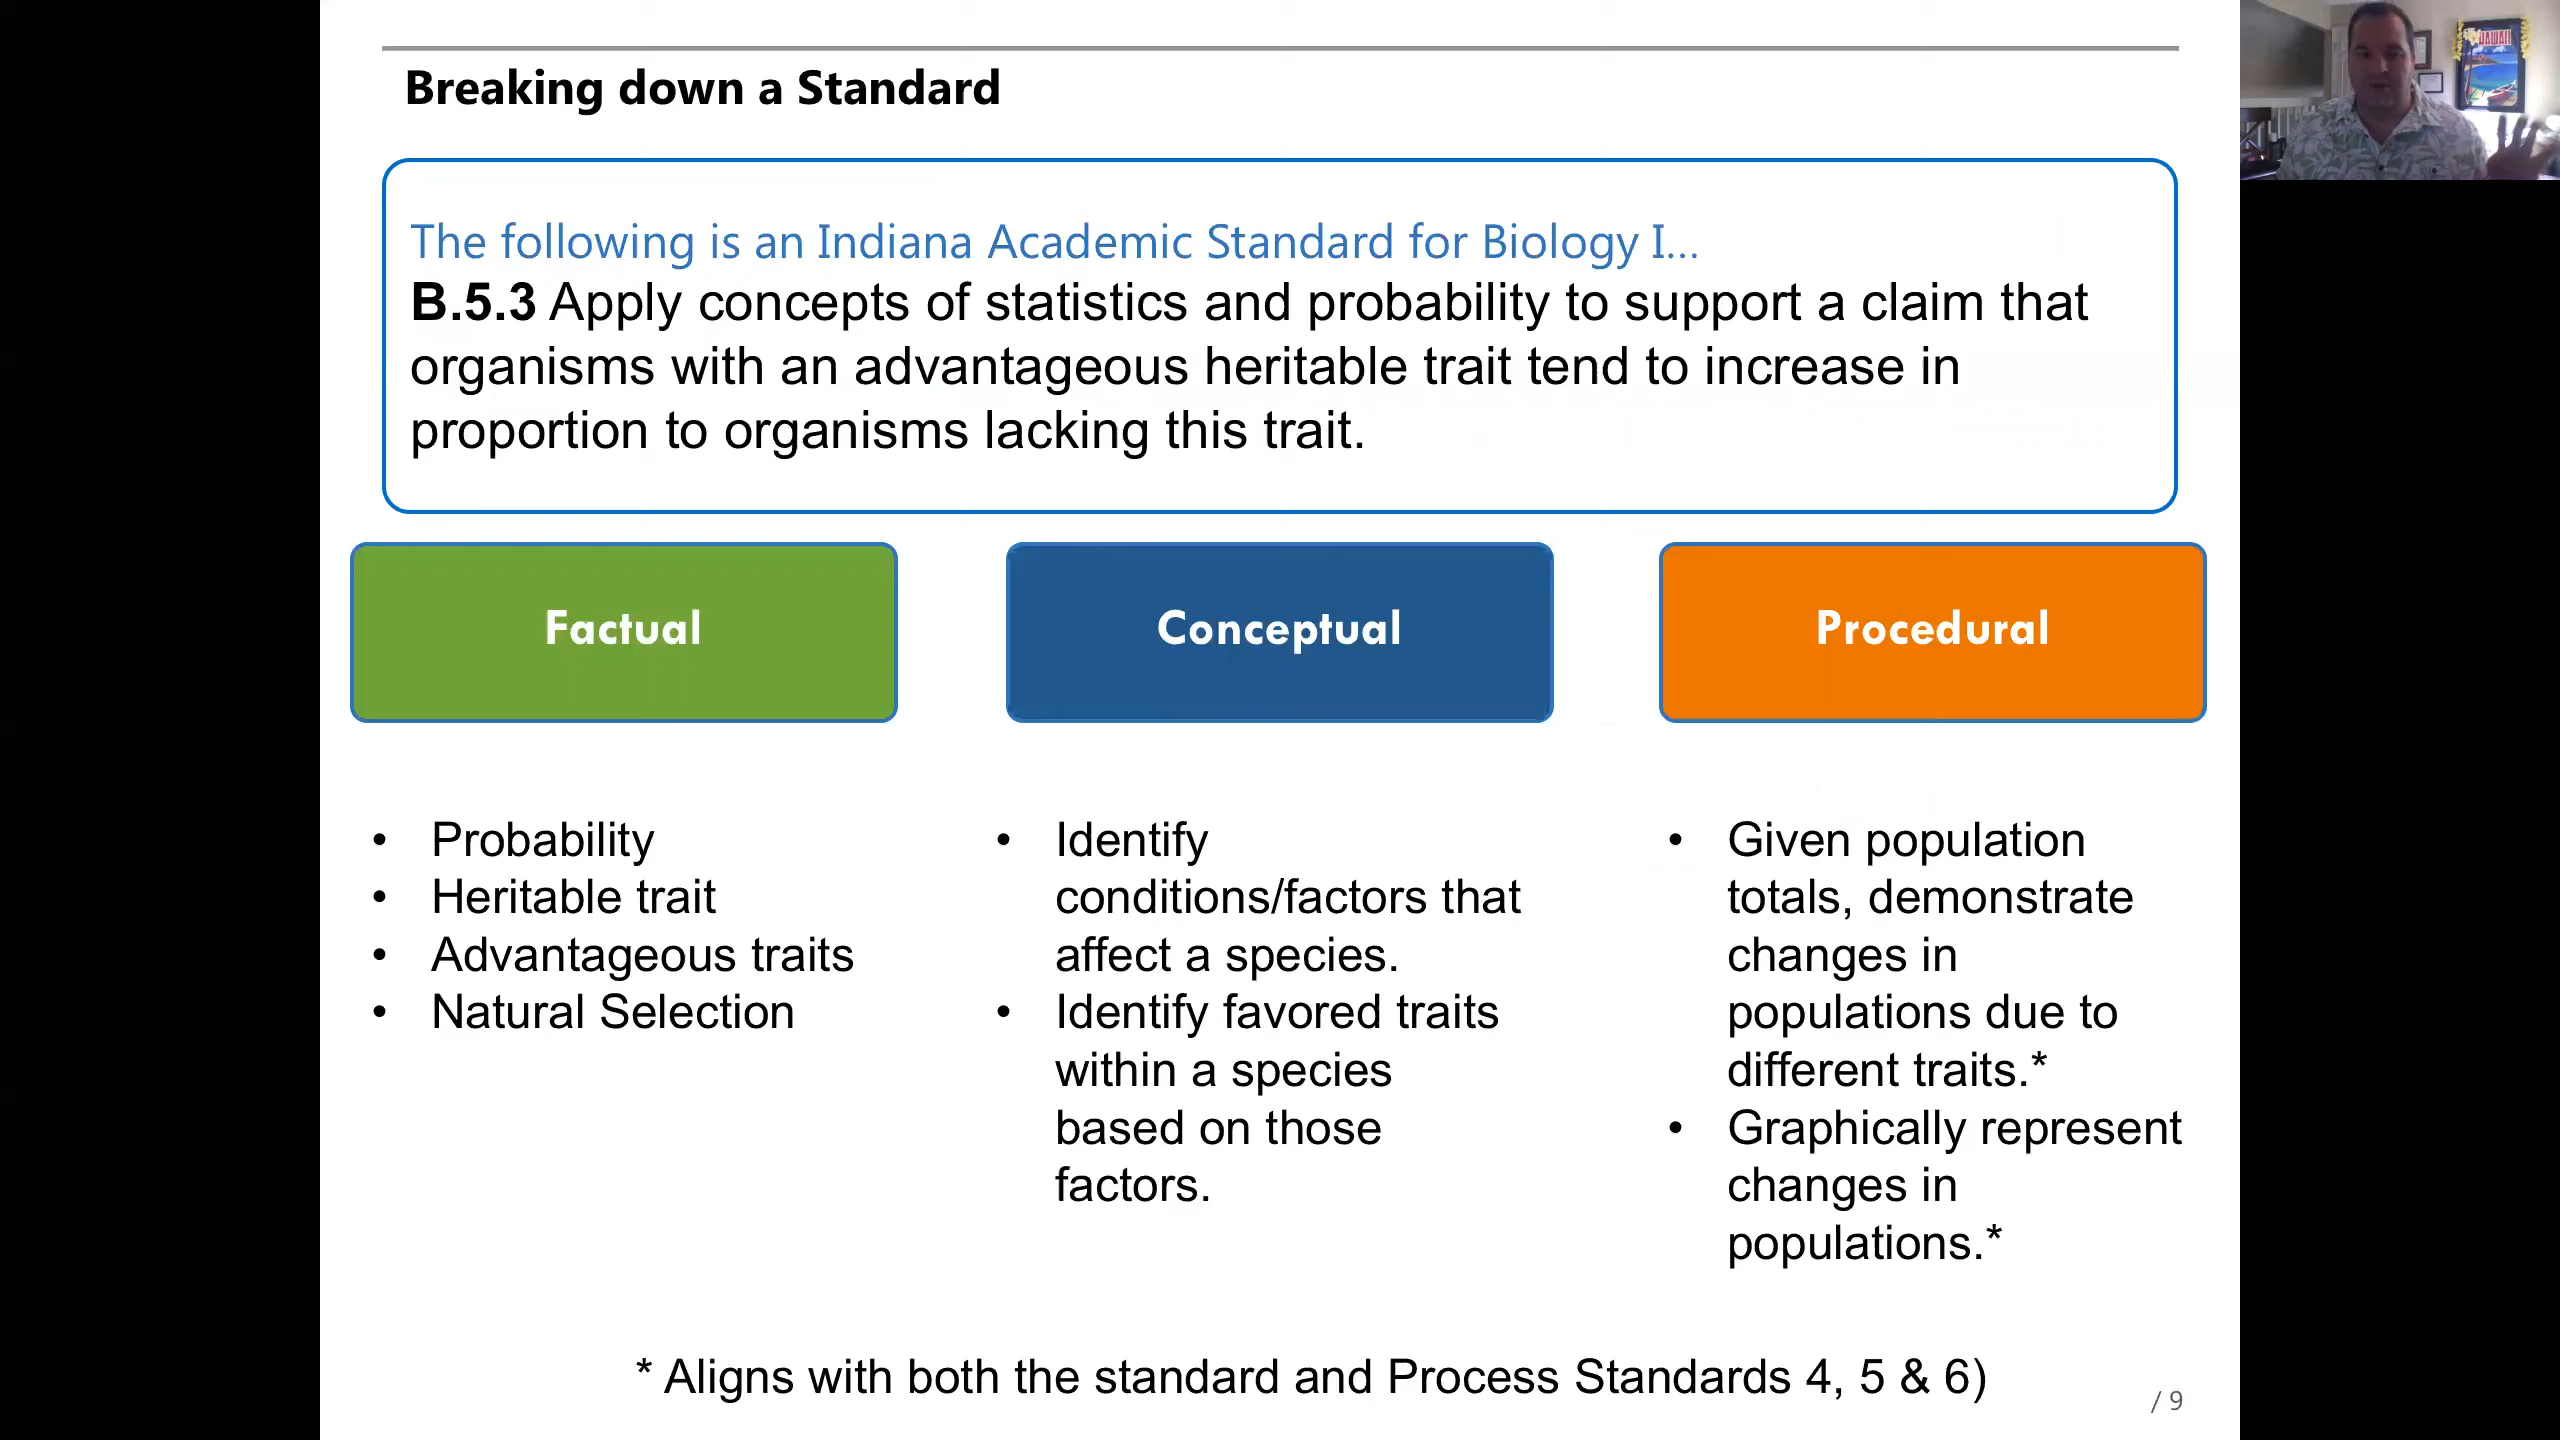 Breaking down a Standard
HAWAII
The following is an Indiana Academic Standard for Biology I...
B.5.3 Apply concepts of statistics and probability to support a claim that
organisms with an advantageous heritable trait tend to increase in
proportion to organisms lacking this trait.
Factual
Conceptual
Procedural
• Probability
• Heritable trait
• Advantageous traits
• Natural Selection
• Identify
conditions/factors that
affect a species.
• Identify favored traits
within a species
based on those
factors.
• Given population
totals, demonstrate
changes in
populations due to
different traits.*
• Graphically represent
changes in
populations.*
* Aligns with both the standard and Process Standards 4, 5 & 6)
/ 9